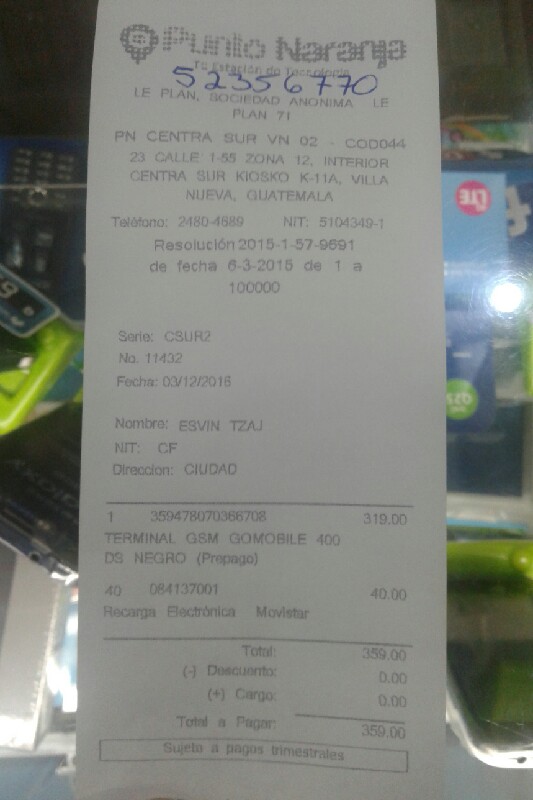 Punto Naranja
Tu Estación de Tecnología
52356770
LE PLAN, SOCIEDAD ANONIMA LE
PLAN 71
PN CENTRA SUR VN 02 - COD044
23 CALLE 1-55 ZONA 12, INTERIOR
CENTRA SUR KIOSKO K-11A, VILLA
NUEVA, GUATEMALA
Teléfono: 2480-4689 NIT: 5104349-1
Resolución 2015-1-57-9691
de fecha 6-3-2015 de 1 a
100000
Serie: CSUR2
No. 11432
Fecha: 03/12/2016
Nombre: ESVIN TZAJ
NIT: CF
Direccion: CIUDAD
1 359478070366708 319.00
TERMINAL GSM GOMOBILE 400
DS NEGRO (Prepago)
40 084137001 40.00
Recarga Electrónica Movistar
Total: 359.00
(-) Descuento: 0.00
(+) Cargo: 0.00
Total a Pagar: 359.00
Sujeto a pagos trimestrales
LTE